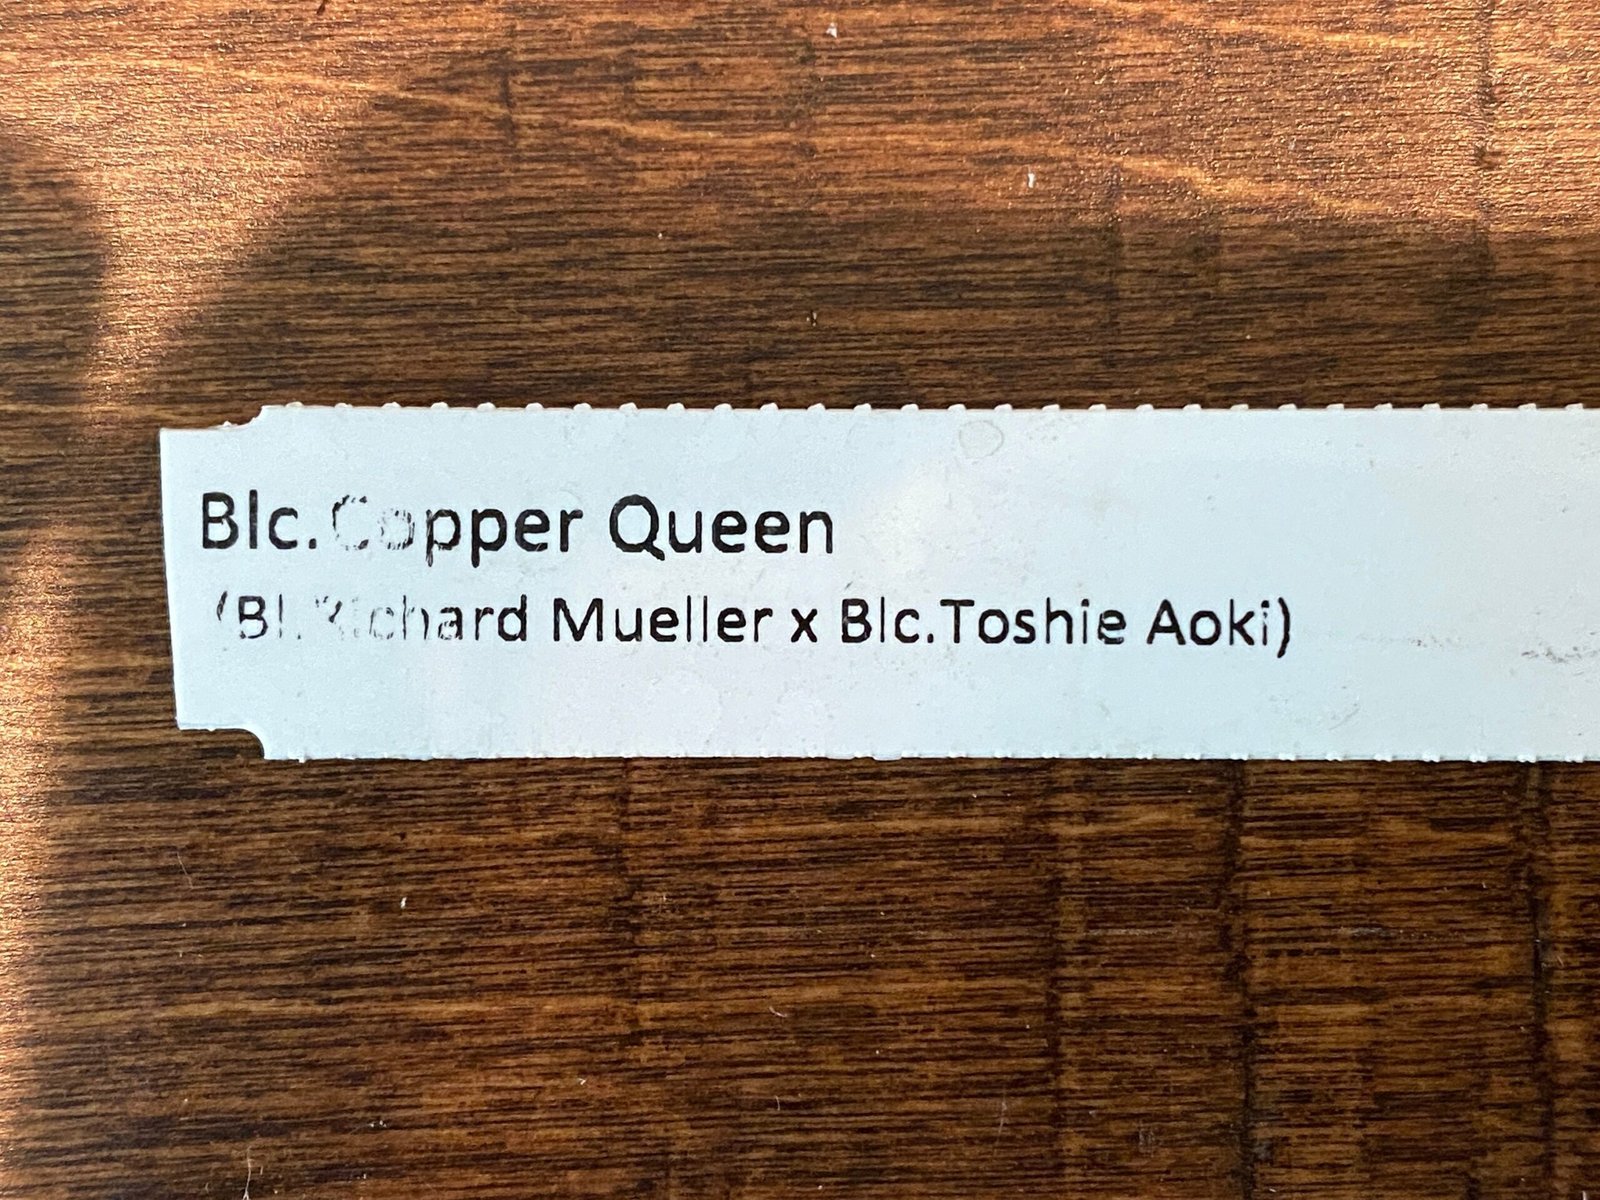 Blc.Copper Queen
(Bl.Richard Mueller x Blc.Toshie Aoki)